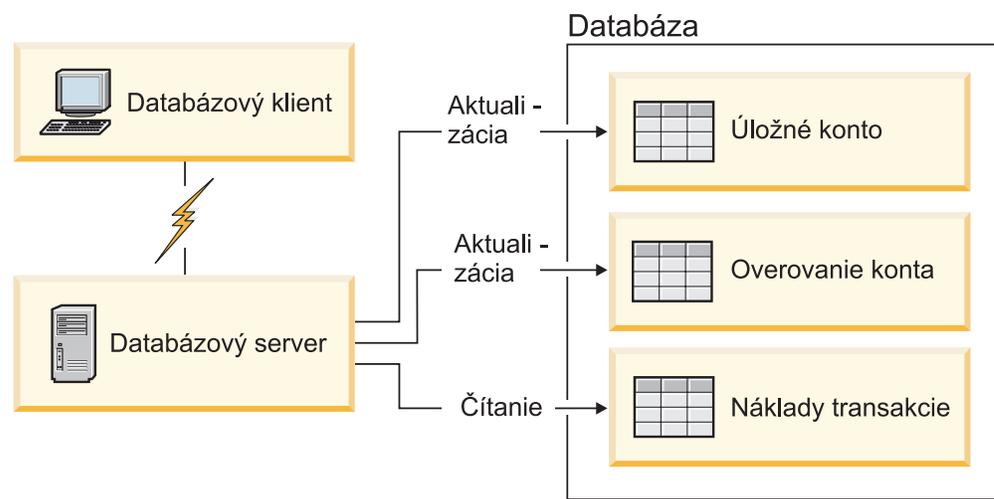 Databáza
Databázový klient
Aktuali -
zácia
Úložné konto
Aktuali -
zácia
Overovanie konta
Databázový server
Čítanie
Náklady transakcie